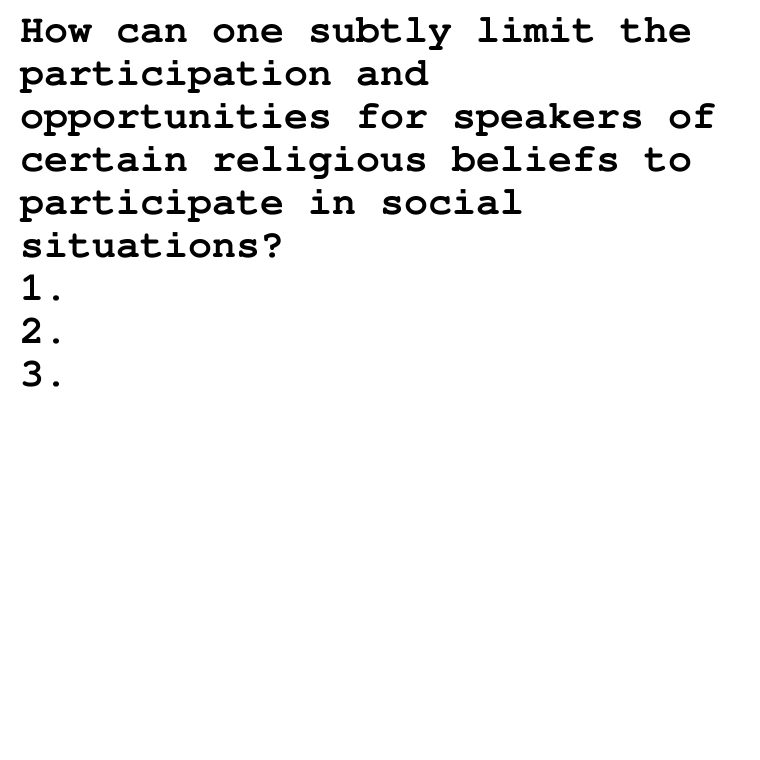 How can one subtly limit the
participation and
opportunities for speakers of
certain religious beliefs to
participate in social
situations?
1.
2.
3.